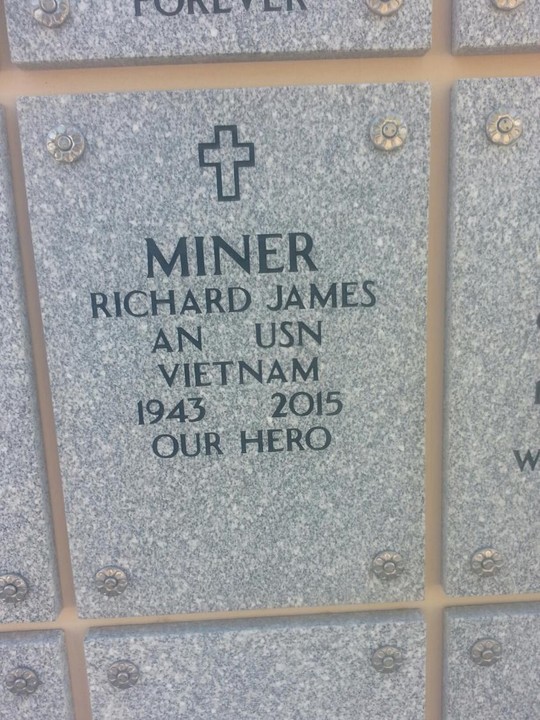 FOREVER
MINER
RICHARD JAMES
AN USN
VIETNAM
1943 2015
OUR HERO
W